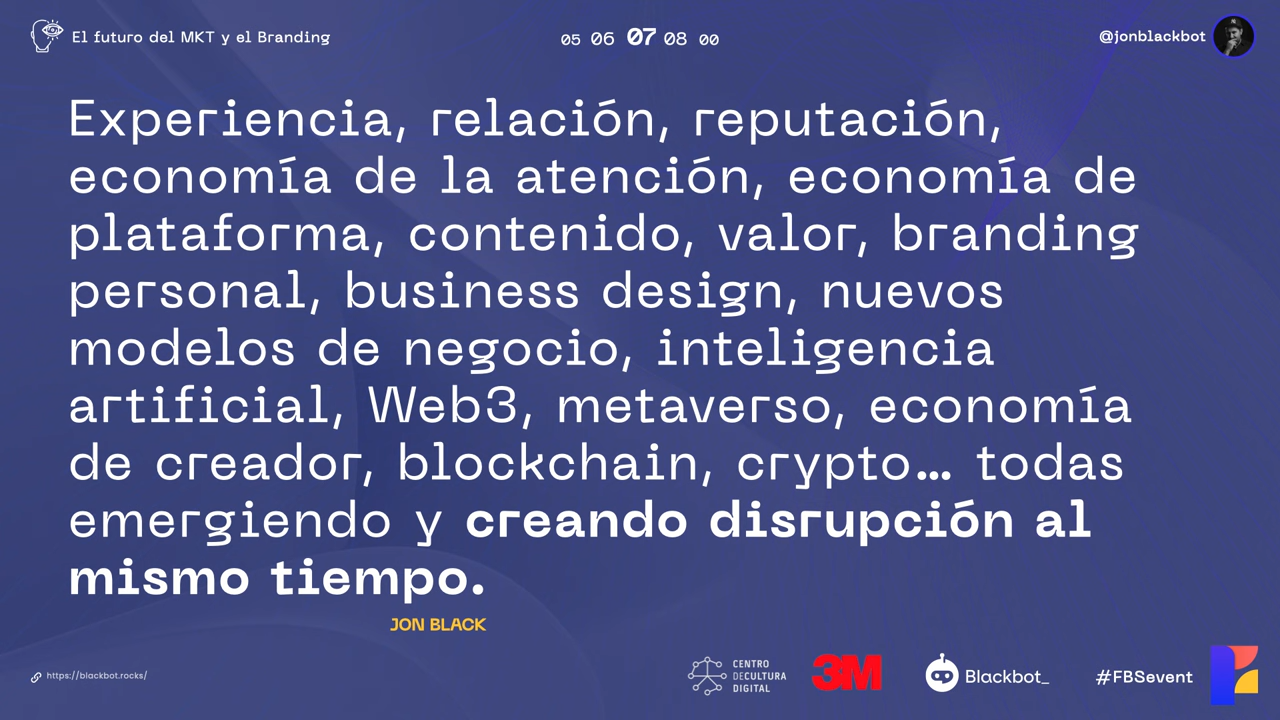 El futuro del MKT y el Branding
05 06 07 08 00
@jonblackbot
Experiencia, relación, reputación,
economía de la atención, economía de
plataforma, contenido, valor, branding
personal, business design, nuevos
modelos de negocio, inteligencia
artificial, Web3, metaverso, economía
de creador, blockchain, crypto… todas
emergiendo y creando disrupción al
mismo tiempo.
JON BLACK
https://blackbot.rocks/
CENTRO
DECULTURA
DIGITAL
3M
Blackbot_
#FBSevent